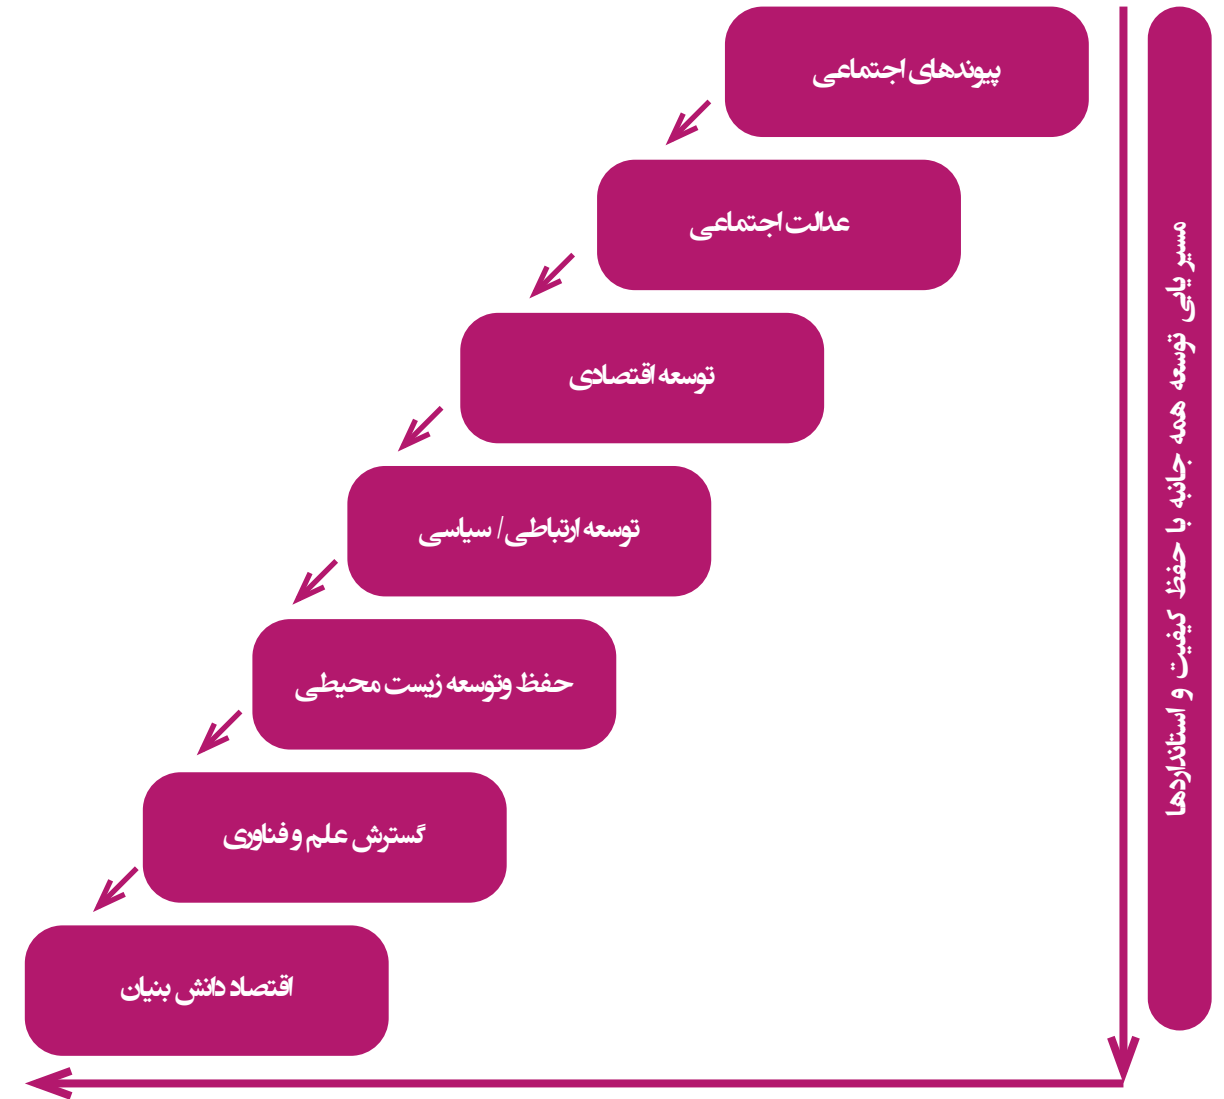 پیوندهای اجتماعی
عدالت اجتماعی
توسعه اقتصادی
توسعه ارتباطی/ سیاسی
حفظ وتوسعه زیست محیطی
گسترش علم و فناوری
اقتصاد دانش بنیان
مسیر یابی توسعه همه جانبه با حفظ کیفیت و استانداردها